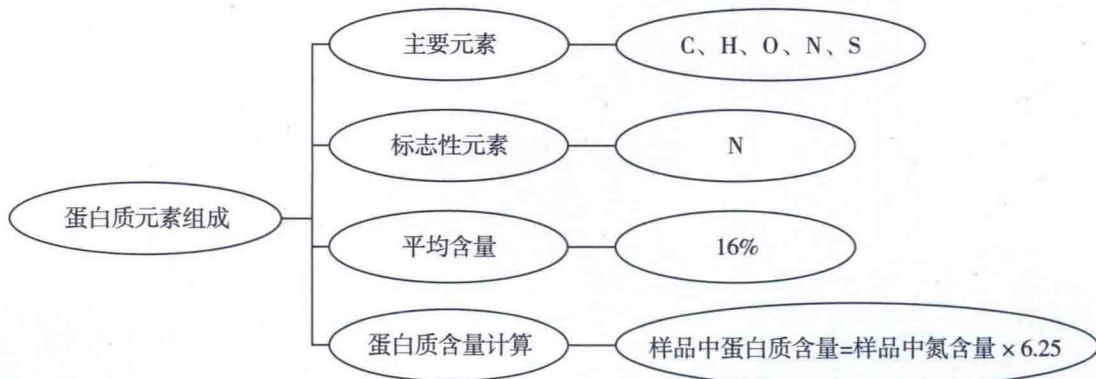 主要元素
C、H、O、N、S
标志性元素
N
蛋白质元素组成
平均含量
16%
蛋白质含量计算
样品中蛋白质含量=样品中氮含量×6.25